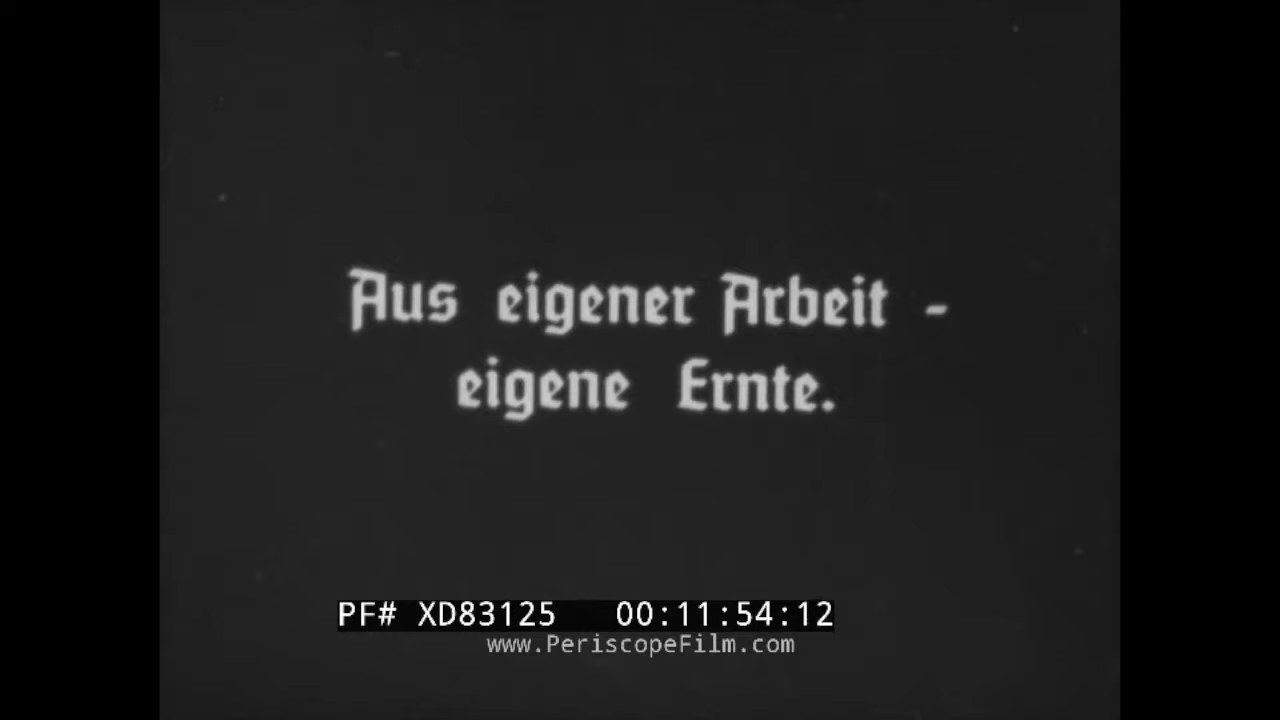 Aus eigener Arbeit -
eigene Ernte.
PF# XD83125 00:11:54:12
www.PeriscopeFilm.com